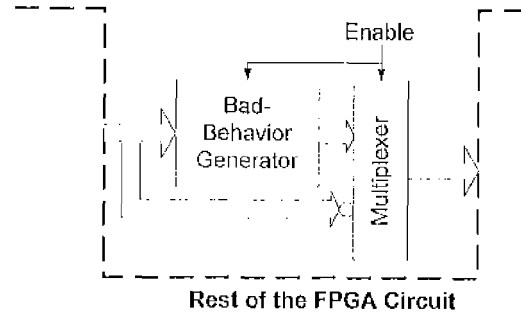 Enable
Bad-
Behavior
Generator
Multiplexer
Rest of the FPGA Circuit